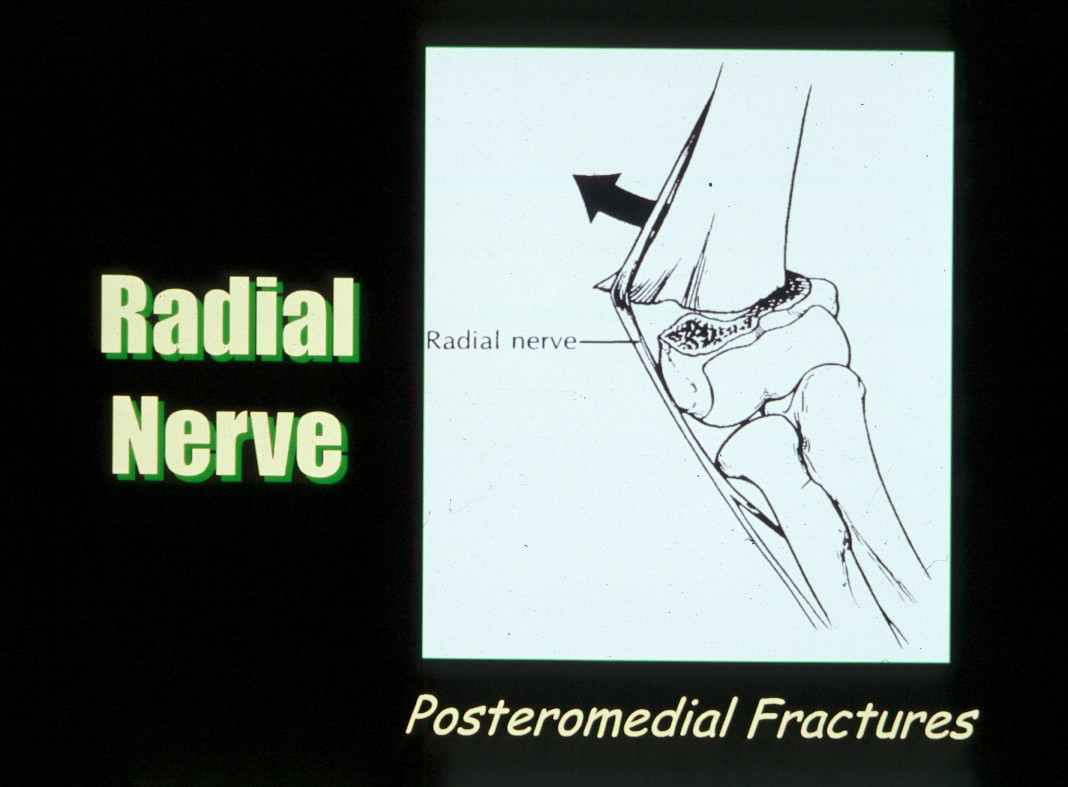 Radial
Nerve
Radial nerve
Posteromedial Fractures